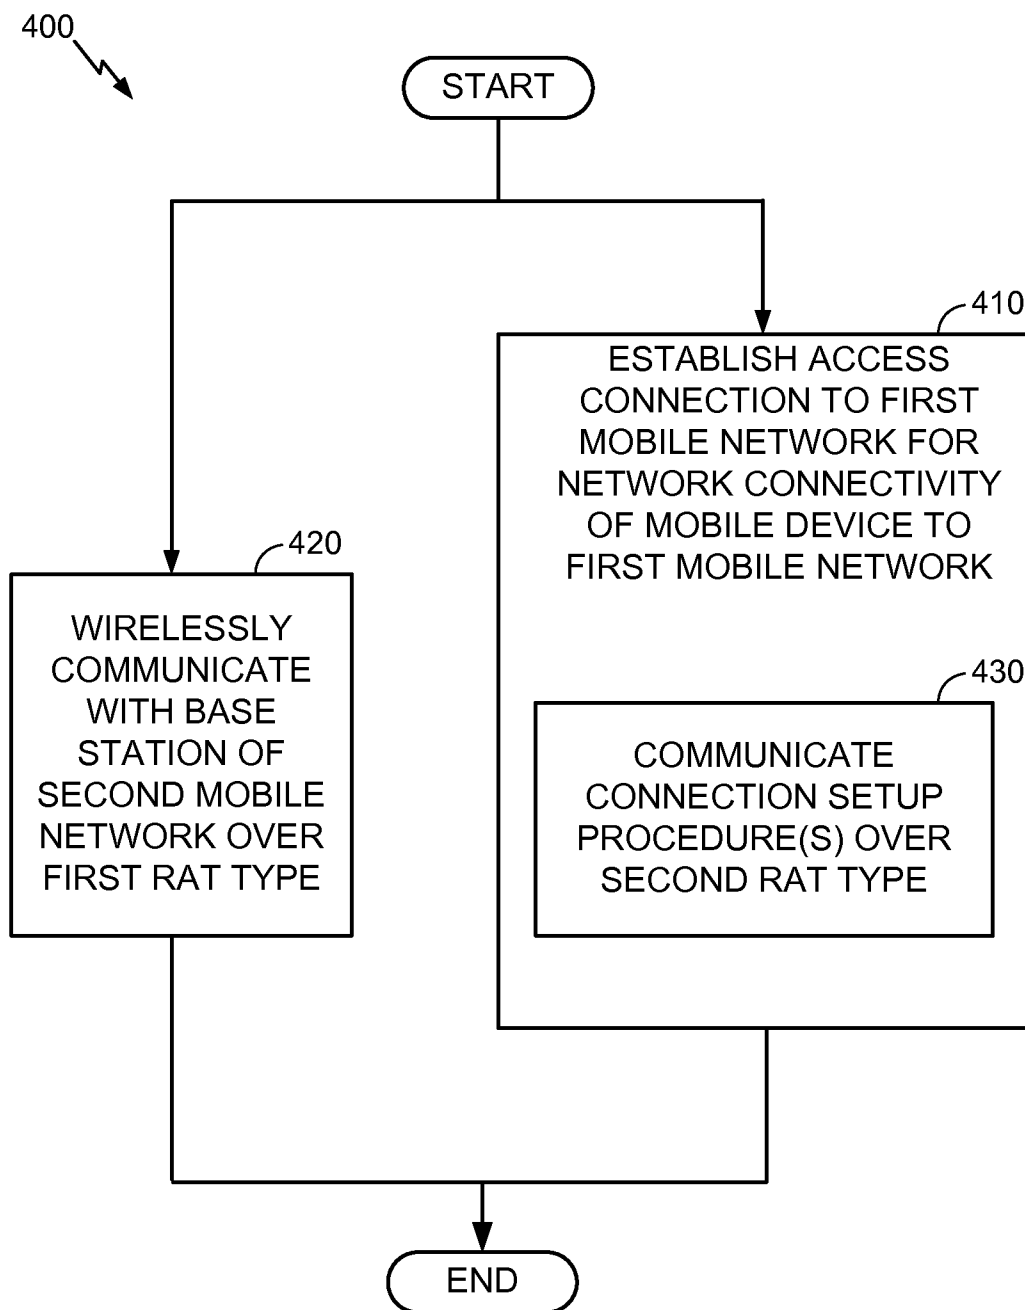 400
START
410
ESTABLISH ACCESS
CONNECTION TO FIRST
MOBILE NETWORK FOR
NETWORK CONNECTIVITY
OF MOBILE DEVICE TO
FIRST MOBILE NETWORK
420
WIRELESSLY
COMMUNICATE
WITH BASE
STATION OF
SECOND MOBILE
NETWORK OVER
FIRST RAT TYPE
430
COMMUNICATE
CONNECTION SETUP
PROCEDURE(S) OVER
SECOND RAT TYPE
END